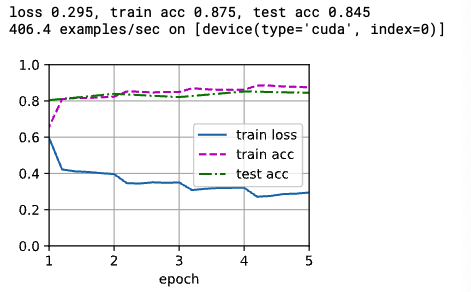 loss 0.295, train acc 0.875, test acc 0.845
406.4 examples/sec on [device(type='cuda', index=0)]
1.0
0.8
0.6
0.4
0.2
0.0
train loss
train acc
test acc
1 2 3 4 5
epoch